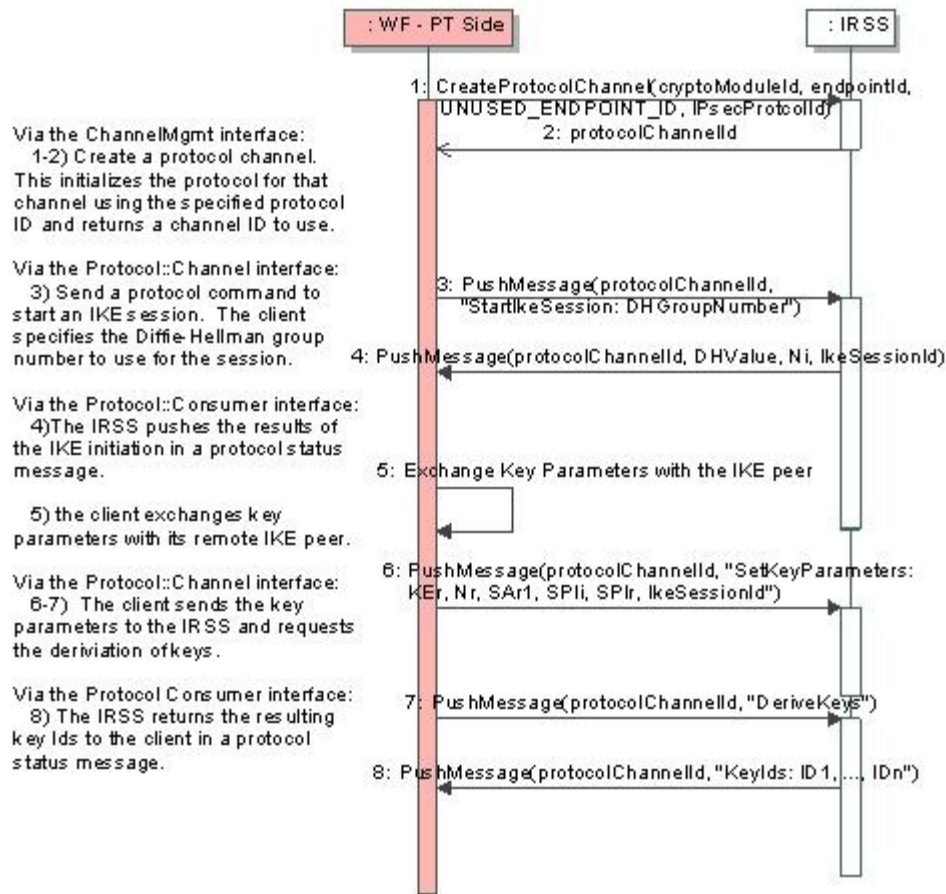 : WF - PT Side
: IRSS
1: CreateProtocolChannel(cryptoModuleId, endpointId,
UNUSED_ENDPOINT_ID, IPsecProtcolId)
2: protocolChannelId
Via the ChannelMgmt interface:
1-2) Create a protocol channel.
This initializes the protocol for that
channel using the specified protocol
ID and returns a channel ID to use.
Via the Protocol::Channel interface:
3) Send a protocol command to
start an IKE session. The client
specifies the Diffie-Hellman group
number to use for the session.
3: PushMessage(protocolChannelId,
"StartIkeSession: DHGroupNumber")
4: PushMessage(protocolChannelId, DHValue, Ni, IkeSessionId)
Via the Protocol::Consumer interface:
4)The IRSS pushes the results of
the IKE initiation in a protocol status
message.
5: Exchange Key Parameters with the IKE peer
5) the client exchanges key
parameters with its remote IKE peer.
Via the Protocol::Channel interface:
6-7) The client sends the key
parameters to the IRSS and requests
the deriviation of keys.
6: PushMessage(protocolChannelId, "SetKeyParameters:
KEr, Nr, SAr1, SPIi, SPIr, IkeSessionId")
Via the Protocol Consumer interface:
8) The IRSS returns the resulting
key Ids to the client in a protocol
status message.
7: PushMessage(protocolChannelId, "DeriveKeys")
8: PushMessage(protocolChannelId, "KeyIds: ID1, ..., IDn")